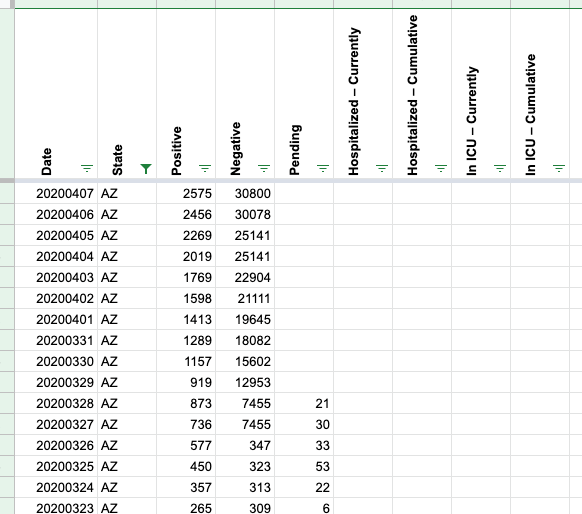 Date State Positive Negative Pending Hospitalized – Currently Hospitalized – Cumulative In ICU – Currently In ICU – Cumulative
20200407 AZ 2575 30800
20200406 AZ 2456 30078
20200405 AZ 2269 25141
20200404 AZ 2019 25141
20200403 AZ 1769 22904
20200402 AZ 1598 21111
20200401 AZ 1413 19645
20200331 AZ 1289 18082
20200330 AZ 1157 15602
20200329 AZ 919 12953
20200328 AZ 873 7455 21
20200327 AZ 736 7455 30
20200326 AZ 577 347 33
20200325 AZ 450 323 53
20200324 AZ 357 313 22
20200323 AZ 265 309 6